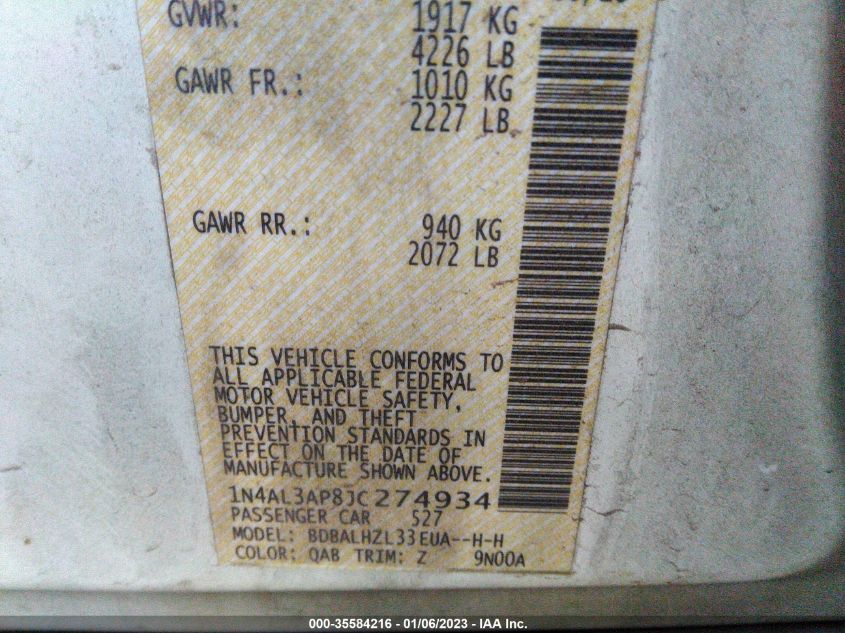 GVWR: 1917 KG
4226 LB
GAWR FR.: 1010 KG
2227 LB
GAWR RR.: 940 KG
2072 LB
THIS VEHICLE CONFORMS TO
ALL APPLICABLE FEDERAL
MOTOR VEHICLE SAFETY,
BUMPER, AND THEFT
PREVENTION STANDARDS IN
EFFECT ON THE DATE OF
MANUFACTURE SHOWN ABOVE.
1N4AL3AP8JC274934
PASSENGER CAR 527
MODEL: BDBALHZL33EUA--H-H
COLOR: QAB TRIM: Z 9N00A
000-35584216 - 01/06/2023 - IAA Inc.